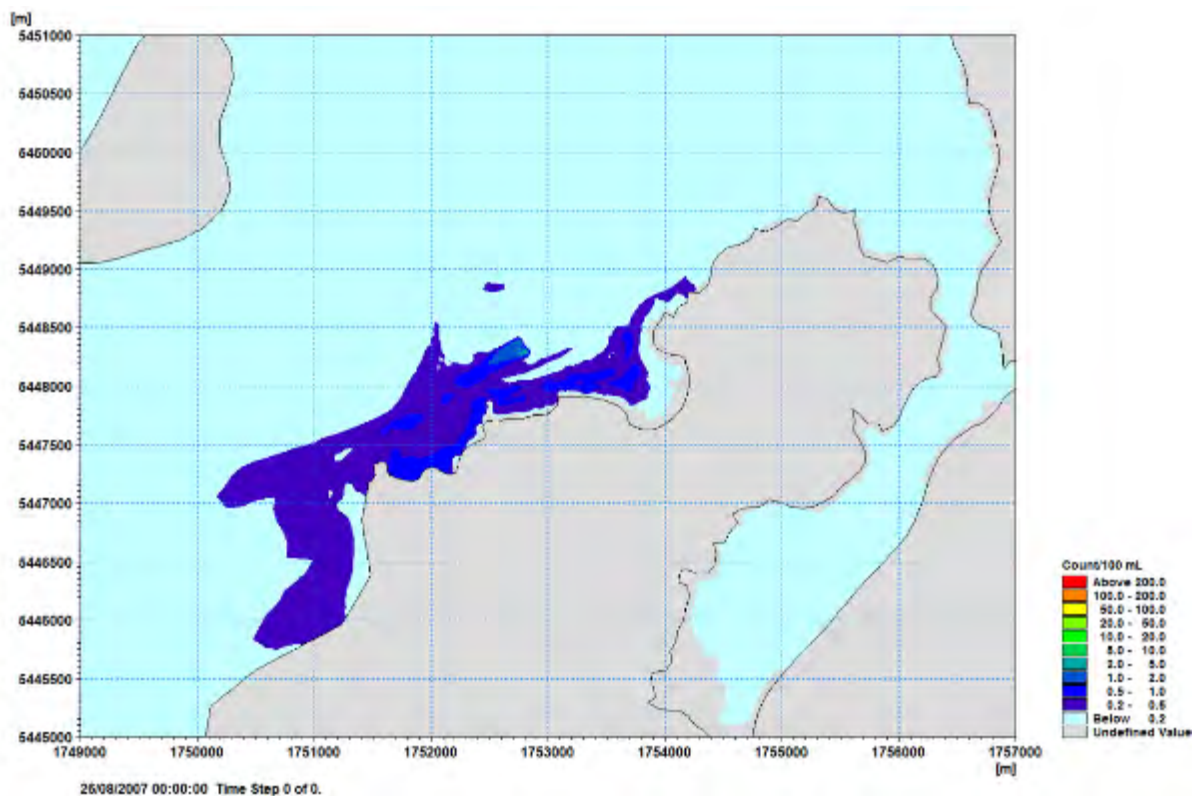 [m]
5451000
5450500
5450000
5449500
5449000
5448500
5448000
5447500
5447000
5446500
5446000
5445500
5445000
1749000 1750000 1751000 1752000 1753000 1754000 1755000 1756000 1757000
[m]
Count/100 mL
Above 200.0
100.0 - 200.0
50.0 - 100.0
20.0 - 50.0
10.0 - 20.0
5.0 - 10.0
2.0 - 5.0
1.0 - 2.0
0.5 - 1.0
0.2 - 0.5
Below 0.2
Undefined Value
26/08/2007 00:00:00 Time Step 0 of 0.